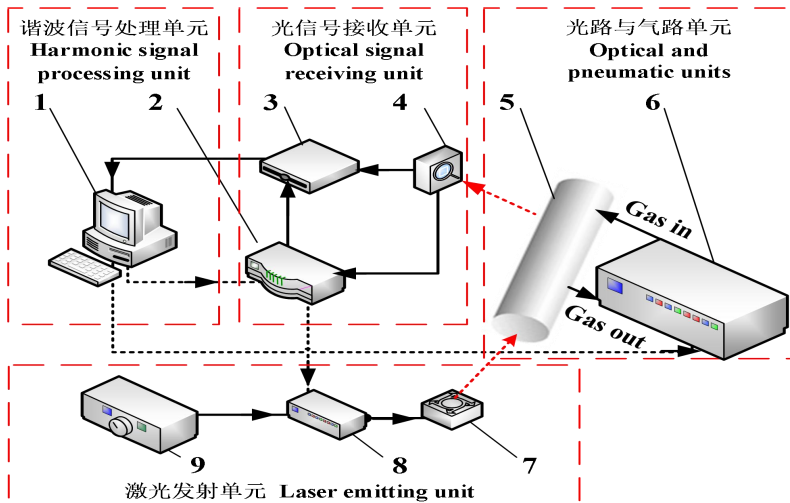 谐波信号处理单元
Harmonic signal
processing unit
光信号接收单元
Optical signal
receiving unit
光路与气路单元
Optical and
pneumatic units
1
2
3
4
5
6
Gas in
Gas out
9
8
7
激光发射单元 Laser emitting unit